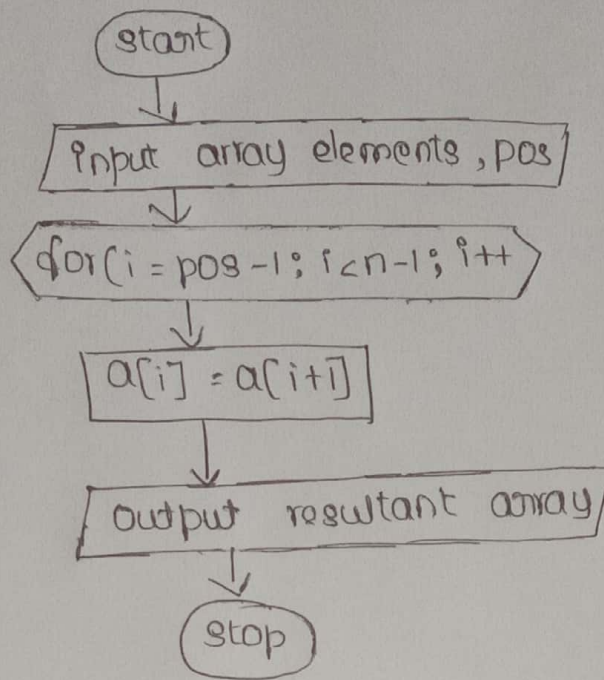 start
input array elements, pos
for(i = pos-1; i<n-1; i++
a[i] = a[i+1]
output resultant array
stop